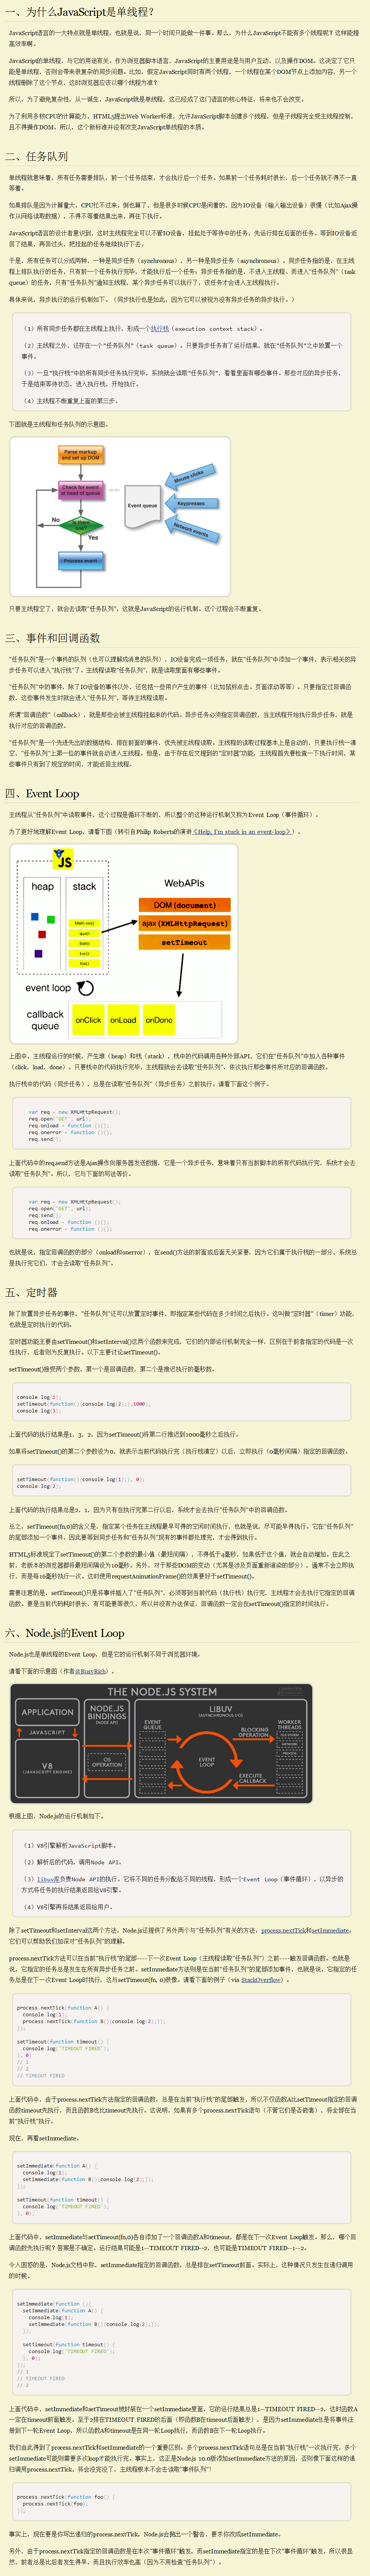 一、为什么JavaScript是单线程？
JavaScript语言的一大特点就是单线程，也就是说，同一个时间只能做一件事。那么，为什么JavaScript不能有多个线程呢？这样能提
高效率啊。
JavaScript的单线程，与它的用途有关。作为浏览器脚本语言，JavaScript的主要用途是与用户互动，以及操作DOM。这决定了它只
能是单线程，否则会带来很复杂的同步问题。比如，假定JavaScript同时有两个线程，一个线程在某个DOM节点上添加内容，另一个
线程删除了这个节点，这时浏览器应该以哪个线程为准？
所以，为了避免复杂性，从一诞生，JavaScript就是单线程，这已经成了这门语言的核心特征，将来也不会改变。
为了利用多核CPU的计算能力，HTML5提出Web Worker标准，允许JavaScript脚本创建多个线程，但是子线程完全受主线程控制，
且不得操作DOM。所以，这个新标准并没有改变JavaScript单线程的本质。
二、任务队列
单线程就意味着，所有任务需要排队，前一个任务结束，才会执行后一个任务。如果前一个任务耗时很长，后一个任务就不得不一直
等着。
如果排队是因为计算量大，CPU忙不过来，倒也算了，但是很多时候CPU是闲着的，因为IO设备（输入输出设备）很慢（比如Ajax操
作从网络读取数据），不得不等着结果出来，再往下执行。
JavaScript语言的设计者意识到，这时主线程完全可以不管IO设备，挂起处于等待中的任务，先运行排在后面的任务。等到IO设备返
回了结果，再回过头，把挂起的任务继续执行下去。
于是，所有任务可以分成两种，一种是同步任务（synchronous），另一种是异步任务（asynchronous）。同步任务指的是，在主线
程上排队执行的任务，只有前一个任务执行完毕，才能执行后一个任务；异步任务指的是，不进入主线程、而进入"任务队列"（task
queue）的任务，只有"任务队列"通知主线程，某个异步任务可以执行了，该任务才会进入主线程执行。
具体来说，异步执行的运行机制如下。（同步执行也是如此，因为它可以被视为没有异步任务的异步执行。）
（1）所有同步任务都在主线程上执行，形成一个执行栈（execution context stack）。
（2）主线程之外，还存在一个"任务队列"（task queue）。只要异步任务有了运行结果，就在"任务队列"之中放置一个
事件。
（3）一旦"执行栈"中的所有同步任务执行完毕，系统就会读取"任务队列"，看看里面有哪些事件。那些对应的异步任务，
于是结束等待状态，进入执行栈，开始执行。
（4）主线程不断重复上面的第三步。
下图就是主线程和任务队列的示意图。
Parse markup
and set up DOM
Check for event
at head of queue
No
Is there
one?
Yes
Process event
Event queue
Mouse clicks
Keypresses
Network events
只要主线程空了，就会去读取"任务队列"，这就是JavaScript的运行机制。这个过程会不断重复。
三、事件和回调函数
"任务队列"是一个事件的队列（也可以理解成消息的队列），IO设备完成一项任务，就在"任务队列"中添加一个事件，表示相关的异
步任务可以进入"执行栈"了。主线程读取"任务队列"，就是读取里面有哪些事件。
"任务队列"中的事件，除了IO设备的事件以外，还包括一些用户产生的事件（比如鼠标点击、页面滚动等等）。只要指定过回调函
数，这些事件发生时就会进入"任务队列"，等待主线程读取。
所谓"回调函数"（callback），就是那些会被主线程挂起来的代码。异步任务必须指定回调函数，当主线程开始执行异步任务，就是
执行对应的回调函数。
"任务队列"是一个先进先出的数据结构，排在前面的事件，优先被主线程读取。主线程的读取过程基本上是自动的，只要执行栈一清
空，"任务队列"上第一位的事件就自动进入主线程。但是，由于存在后文提到的"定时器"功能，主线程首先要检查一下执行时间，某
些事件只有到了规定的时间，才能返回主线程。
四、Event Loop
主线程从"任务队列"中读取事件，这个过程是循环不断的，所以整个的这种运行机制又称为Event Loop（事件循环）。
为了更好地理解Event Loop，请看下图（转引自Philip Roberts的演讲《Help, I'm stuck in an event-loop》）。
JS
heap
stack
WebAPIs
DOM (document)
ajax (XMLHttpRequest)
setTimeout
event loop
callback
queue
onClick
onLoad
onDone
上图中，主线程运行的时候，产生堆（heap）和栈（stack），栈中的代码调用各种外部API，它们在"任务队列"中加入各种事件
（click，load，done）。只要栈中的代码执行完毕，主线程就会去读取"任务队列"，依次执行那些事件所对应的回调函数。
执行栈中的代码（同步任务），总是在读取"任务队列"（异步任务）之前执行。请看下面这个例子。
var req = new XMLHttpRequest();
req.open('GET', url);
req.onload = function (){};
req.onerror = function (){};
req.send();
上面代码中的req.send方法是Ajax操作向服务器发送数据，它是一个异步任务，意味着只有当前脚本的所有代码执行完，系统才会去
读取"任务队列"。所以，它与下面的写法等价。
var req = new XMLHttpRequest();
req.open('GET', url);
req.send();
req.onload = function (){};
req.onerror = function (){};
也就是说，指定回调函数的部分（onload和onerror），在send()方法的前面或后面无关紧要，因为它们属于执行栈的一部分，系统总
是执行完它们，才会去读取"任务队列"。
五、定时器
除了放置异步任务的事件，"任务队列"还可以放置定时事件，即指定某些代码在多少时间之后执行。这叫做"定时器"（timer）功能，
也就是定时执行的代码。
定时器功能主要由setTimeout()和setInterval()这两个函数来完成，它们的内部运行机制完全一样，区别在于前者指定的代码是一次
性执行，后者则为反复执行。以下主要讨论setTimeout()。
setTimeout()接受两个参数，第一个是回调函数，第二个是推迟执行的毫秒数。
console.log(1);
setTimeout(function(){console.log(2);},1000);
console.log(3);
上面代码的执行结果是1，3，2，因为setTimeout()将第二行推迟到1000毫秒之后执行。
如果将setTimeout()的第二个参数设为0，就表示当前代码执行完（执行栈清空）以后，立即执行（0毫秒间隔）指定的回调函数。
setTimeout(function(){console.log(1);}, 0);
console.log(2);
上面代码的执行结果总是2，1，因为只有在执行完第二行以后，系统才会去执行"任务队列"中的回调函数。
总之，setTimeout(fn,0)的含义是，指定某个任务在主线程最早可得的空闲时间执行，也就是说，尽可能早得执行。它在"任务队列"
的尾部添加一个事件，因此要等到同步任务和"任务队列"现有的事件都处理完，才会得到执行。
HTML5标准规定了setTimeout()的第二个参数的最小值（最短间隔），不得低于4毫秒，如果低于这个值，就会自动增加。在此之
前，老版本的浏览器都将最短间隔设为10毫秒。另外，对于那些DOM的变动（尤其是涉及页面重新渲染的部分），通常不会立即执
行，而是每16毫秒执行一次。这时使用requestAnimationFrame()的效果要好于setTimeout()。
需要注意的是，setTimeout()只是将事件插入了"任务队列"，必须等到当前代码（执行栈）执行完，主线程才会去执行它指定的回调
函数。要是当前代码耗时很长，有可能要等很久，所以并没有办法保证，回调函数一定会在setTimeout()指定的时间执行。
六、Node.js的Event Loop
Node.js也是单线程的Event Loop，但是它的运行机制不同于浏览器环境。
请看下面的示意图（作者@BusyRich）。
THE NODE.JS SYSTEM
APPLICATION
JAVASCRIPT
V8
(JAVASCRIPT ENGINE)
NODE.JS
BINDINGS
(NODE API)
OS
OPERATION
LIBUV
(ASYNCHRONOUS I/O)
EVENT
QUEUE
EVENT
LOOP
BLOCKING
OPERATION
EXECUTE
CALLBACK
WORKER
THREADS
FILE SYSTEM
NETWORK
PROCESS
根据上图，Node.js的运行机制如下。
（1）V8引擎解析JavaScript脚本。
（2）解析后的代码，调用Node API。
（3）libuv库负责Node API的执行。它将不同的任务分配给不同的线程，形成一个Event Loop（事件循环），以异步的
方式将任务的执行结果返回给V8引擎。
（4）V8引擎再将结果返回给用户。
除了setTimeout和setInterval这两个方法，Node.js还提供了另外两个与"任务队列"有关的方法：process.nextTick和setImmediate。
它们可以帮助我们加深对"任务队列"的理解。
process.nextTick方法可以在当前"执行栈"的尾部----下一次Event Loop（主线程读取"任务队列"）之前----触发回调函数。也就是
说，它指定的任务总是发生在所有异步任务之前。setImmediate方法则是在当前"任务队列"的尾部添加事件，也就是说，它指定的任
务总是在下一次Event Loop时执行，这与setTimeout(fn, 0)很像。请看下面的例子（via StackOverflow）。
process.nextTick(function A() {
console.log(1);
process.nextTick(function B(){console.log(2);});
});
setTimeout(function timeout() {
console.log('TIMEOUT FIRED');
}, 0)
// 1
// 2
// TIMEOUT FIRED
上面代码中，由于process.nextTick方法指定的回调函数，总是在当前"执行栈"的尾部触发，所以不仅函数A比setTimeout指定的回调
函数timeout先执行，而且函数B也比timeout先执行。这说明，如果有多个process.nextTick语句（不管它们是否嵌套），将全部在当
前"执行栈"执行。
现在，再看setImmediate。
setImmediate(function A() {
console.log(1);
setImmediate(function B(){console.log(2);});
});
setTimeout(function timeout() {
console.log('TIMEOUT FIRED');
}, 0);
上面代码中，setImmediate与setTimeout(fn,0)各自添加了一个回调函数A和timeout，都是在下一次Event Loop触发。那么，哪个回
调函数先执行呢？答案是不确定。运行结果可能是1--TIMEOUT FIRED--2，也可能是TIMEOUT FIRED--1--2。
令人困惑的是，Node.js文档中称，setImmediate指定的回调函数，总是排在setTimeout前面。实际上，这种情况只发生在递归调用
的时候。
setImmediate(function (){
setImmediate(function A() {
console.log(1);
setImmediate(function B(){console.log(2);});
});
setTimeout(function timeout() {
console.log('TIMEOUT FIRED');
}, 0);
});
// 1
// TIMEOUT FIRED
// 2
上面代码中，setImmediate和setTimeout被封装在一个setImmediate里面，它的运行结果总是1--TIMEOUT FIRED--2，这时函数A
一定在timeout前面触发。至于2排在TIMEOUT FIRED的后面（即函数B在timeout后面触发），是因为setImmediate总是将事件注
册到下一轮Event Loop，所以函数A和timeout是在同一轮Loop执行，而函数B在下一轮Loop执行。
我们由此得到了process.nextTick和setImmediate的一个重要区别：多个process.nextTick语句总是在当前"执行栈"一次执行完，多个
setImmediate可能则需要多次loop才能执行完。事实上，这正是Node.js 10.0版添加setImmediate方法的原因，否则像下面这样的递
归调用process.nextTick，将会没完没了，主线程根本不会去读取"事件队列"！
process.nextTick(function foo() {
process.nextTick(foo);
});
事实上，现在要是你写出递归的process.nextTick，Node.js会抛出一个警告，要求你改成setImmediate。
另外，由于process.nextTick指定的回调函数是在本次"事件循环"触发，而setImmediate指定的是在下次"事件循环"触发，所以很显
然，前者总是比后者发生得早，而且执行效率也高（因为不用检查"任务队列"）。